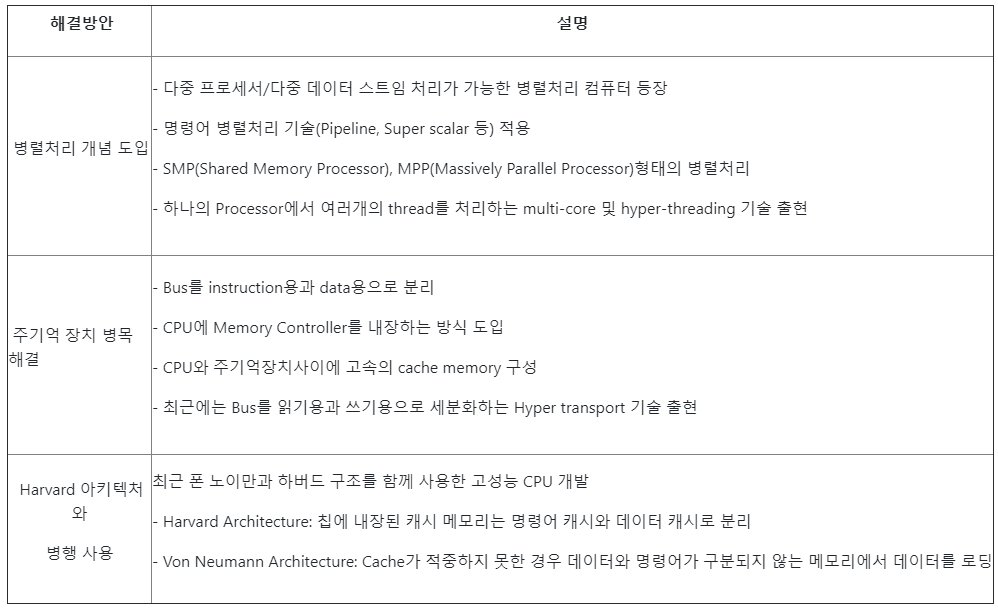 해결방안
설명
병렬처리 개념 도입
- 다중 프로세서/다중 데이터 스트임 처리가 가능한 병렬처리 컴퓨터 등장
- 명령어 병렬처리 기술(Pipeline, Super scalar 등) 적용
- SMP(Shared Memory Processor), MPP(Massively Parallel Processor)형태의 병렬처리
- 하나의 Processor에서 여러개의 thread를 처리하는 multi-core 및 hyper-threading 기술 출현
주기억 장치 병목
해결
- Bus를 instruction용과 data용으로 분리
- CPU에 Memory Controller를 내장하는 방식 도입
- CPU와 주기억장치사이에 고속의 cache memory 구성
- 최근에는 Bus를 읽기용과 쓰기용으로 세분화하는 Hyper transport 기술 출현
Harvard 아키텍처
와
병행 사용
최근 폰 노이만과 하버드 구조를 함께 사용한 고성능 CPU 개발
- Harvard Architecture: 칩에 내장된 캐시 메모리는 명령어 캐시와 데이터 캐시로 분리
- Von Neumann Architecture: Cache가 적중하지 못한 경우 데이터와 명령어가 구분되지 않는 메모리에서 데이터를 로딩